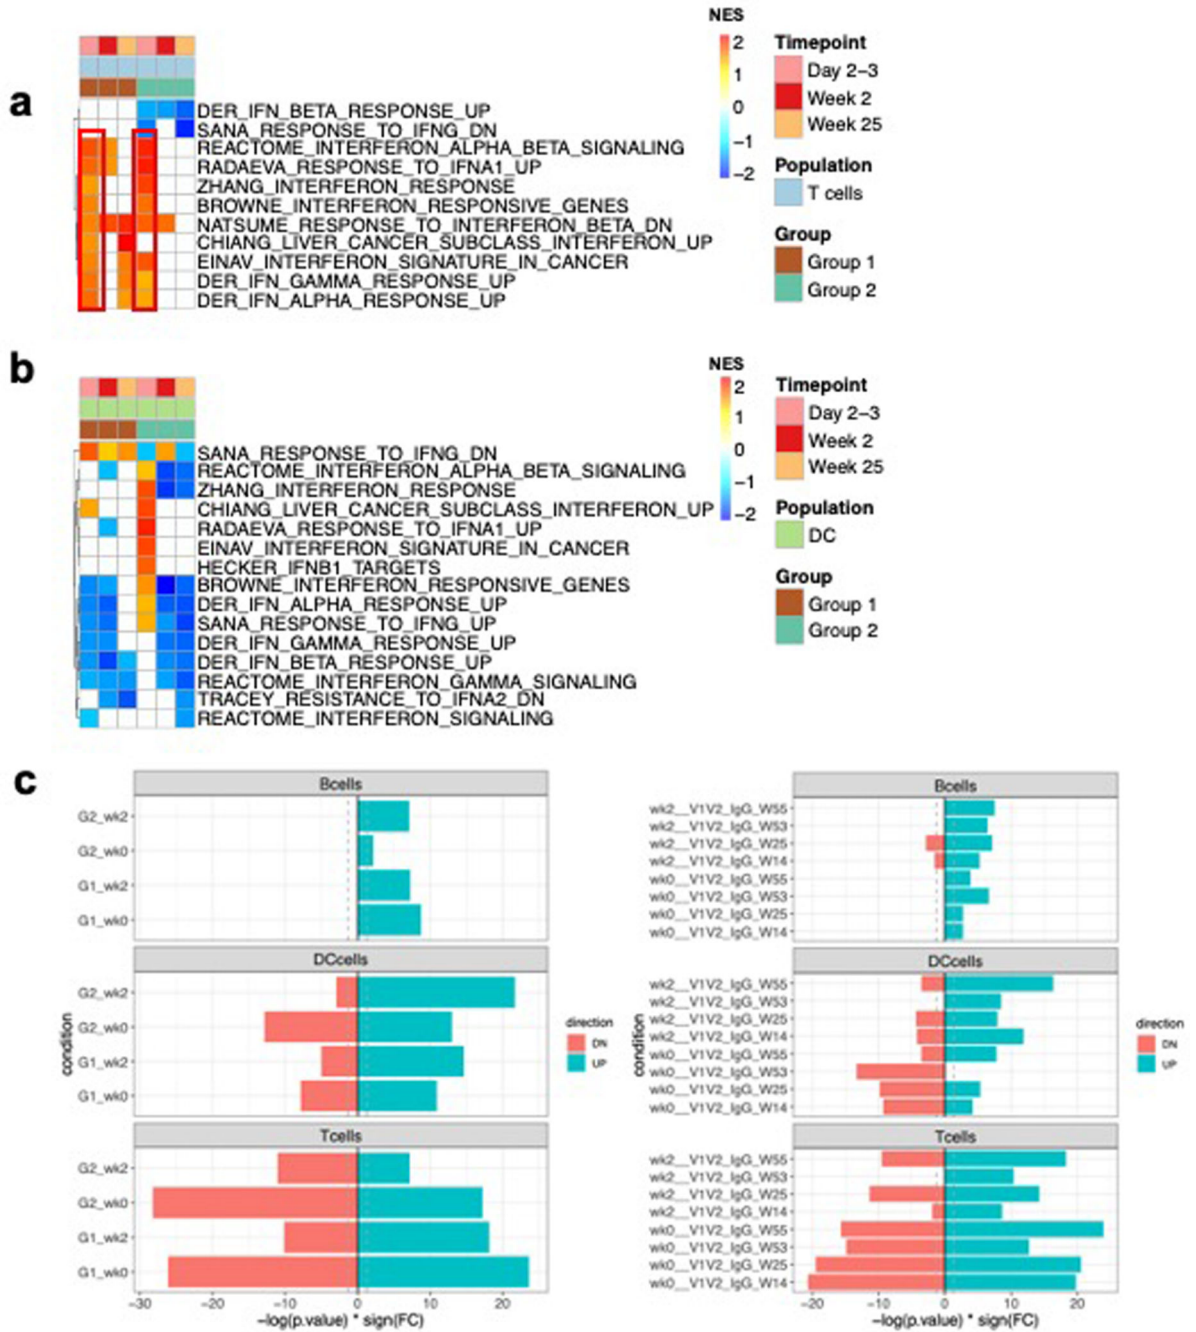 a
NES
2
1
0
−1
−2
Timepoint
Day 2−3
Week 2
Week 25
Population
T cells
Group
Group 1
Group 2
DER_IFN_BETA_RESPONSE_UP
SANA_RESPONSE_TO_IFNG_DN
REACTOME_INTERFERON_ALPHA_BETA_SIGNALING
RADAEVA_RESPONSE_TO_IFNA1_UP
ZHANG_INTERFERON_RESPONSE
BROWNE_INTERFERON_RESPONSIVE_GENES
NATSUME_RESPONSE_TO_INTERFERON_BETA_DN
CHIANG_LIVER_CANCER_SUBCLASS_INTERFERON_UP
EINAV_INTERFERON_SIGNATURE_IN_CANCER
DER_IFN_GAMMA_RESPONSE_UP
DER_IFN_ALPHA_RESPONSE_UP
b
NES
2
1
0
−1
−2
Timepoint
Day 2−3
Week 2
Week 25
Population
DC
Group
Group 1
Group 2
SANA_RESPONSE_TO_IFNG_DN
REACTOME_INTERFERON_ALPHA_BETA_SIGNALING
ZHANG_INTERFERON_RESPONSE
CHIANG_LIVER_CANCER_SUBCLASS_INTERFERON_UP
RADAEVA_RESPONSE_TO_IFNA1_UP
EINAV_INTERFERON_SIGNATURE_IN_CANCER
HECKER_IFNB1_TARGETS
BROWNE_INTERFERON_RESPONSIVE_GENES
DER_IFN_ALPHA_RESPONSE_UP
SANA_RESPONSE_TO_IFNG_UP
DER_IFN_GAMMA_RESPONSE_UP
DER_IFN_BETA_RESPONSE_UP
REACTOME_INTERFERON_GAMMA_SIGNALING
TRACEY_RESISTANCE_TO_IFNA2_DN
REACTOME_INTERFERON_SIGNALING
c
Bcells
G2_wk2
G2_wk0
G1_wk2
G1_wk0
DCcells
G2_wk2
G2_wk0
G1_wk2
G1_wk0
Tcells
G2_wk2
G2_wk0
G1_wk2
G1_wk0
condition
−30 −20 −10 0 10 20
−log(p.value) * sign(FC)
direction
DN
UP
Bcells
wk2__V1V2_IgG_W55
wk2__V1V2_IgG_W53
wk2__V1V2_IgG_W25
wk2__V1V2_IgG_W14
wk0__V1V2_IgG_W55
wk0__V1V2_IgG_W53
wk0__V1V2_IgG_W25
wk0__V1V2_IgG_W14
DCcells
wk2__V1V2_IgG_W55
wk2__V1V2_IgG_W53
wk2__V1V2_IgG_W25
wk2__V1V2_IgG_W14
wk0__V1V2_IgG_W55
wk0__V1V2_IgG_W53
wk0__V1V2_IgG_W25
wk0__V1V2_IgG_W14
Tcells
wk2__V1V2_IgG_W55
wk2__V1V2_IgG_W53
wk2__V1V2_IgG_W25
wk2__V1V2_IgG_W14
wk0__V1V2_IgG_W55
wk0__V1V2_IgG_W53
wk0__V1V2_IgG_W25
wk0__V1V2_IgG_W14
condition
−20 −10 0 10 20
−log(p.value) * sign(FC)
direction
DN
UP